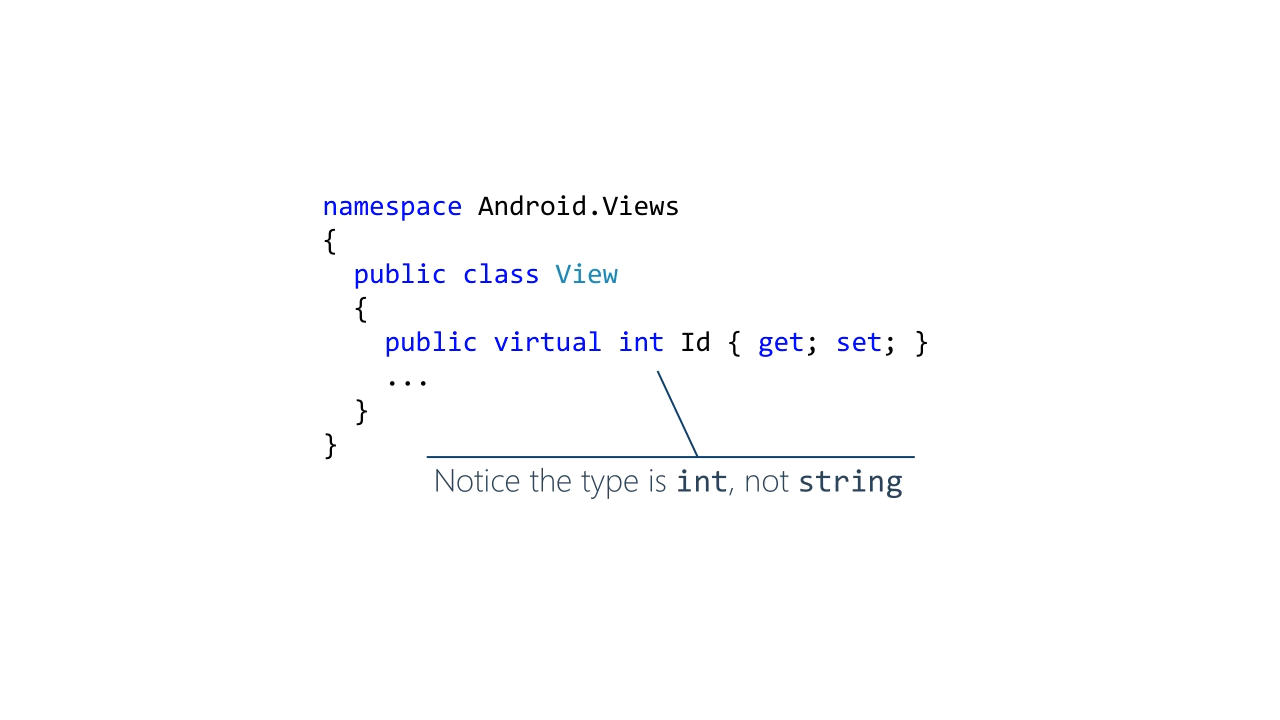 namespace Android.Views
{
  public class View
  {
    public virtual int Id { get; set; }
    ...
  }
}
Notice the type is int, not string